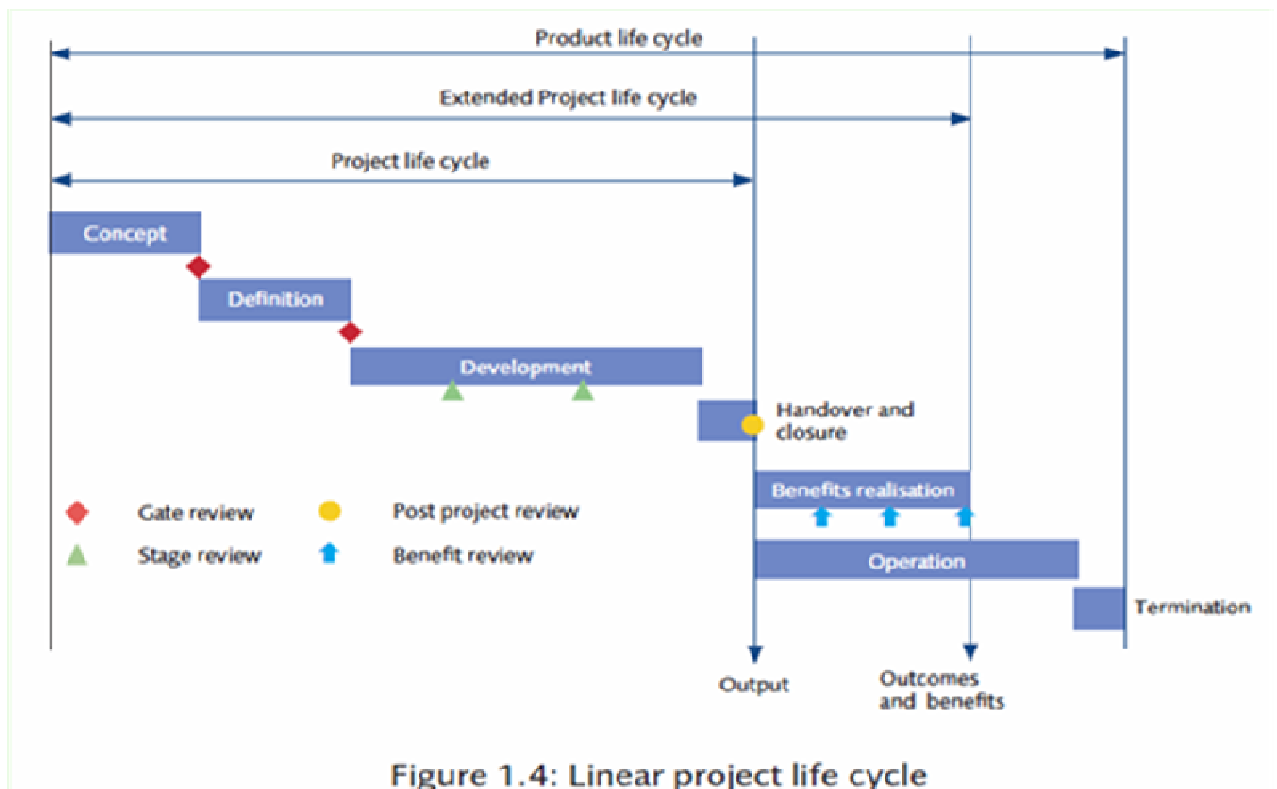 Product life cycle
Extended Project life cycle
Project life cycle
Concept
Definition
Development
Handover and
closure
Benefits realisation
Gate review
Post project review
Stage review
Benefit review
Operation
Termination
Output
Outcomes
and benefits
Figure 1.4: Linear project life cycle